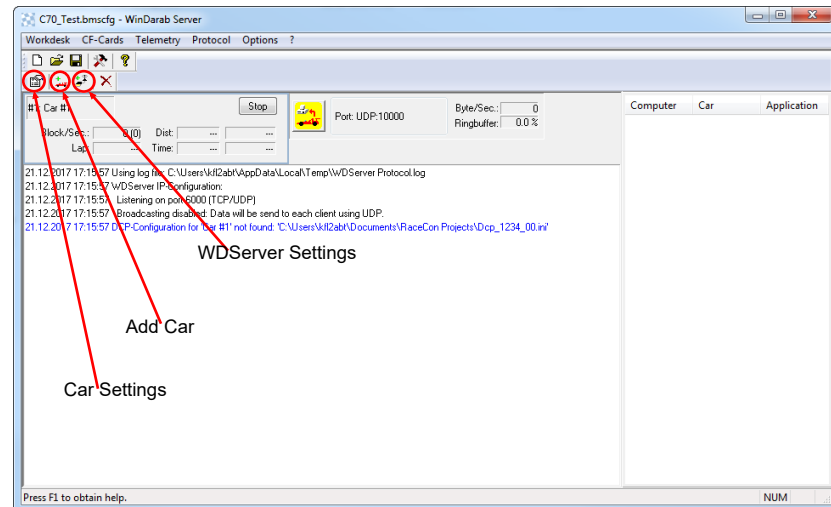 C70_Test.bmscfg - WinDarab Server
Workdesk CF-Cards Telemetry Protocol Options ?
#1: Car #1 Stop
Port: UDP:10000
Byte/Sec.: 0
Ringbuffer: 0.0 %
Block/Sec.: 0 (0) Dist: --- ---
Lap: --- Time: --- ---
Computer Car Application
21.12.2017 17:15:57 Using log file: C:\Users\kfl2abt\AppData\Local\Temp\WDServer Protocol.log
21.12.2017 17:15:57 WDServer IP-Configuration:
21.12.2017 17:15:57 Listening on port 6000 (TCP/UDP)
21.12.2017 17:15:57 Broadcasting disabled: Data will be send to each client using UDP.
21.12.2017 17:15:57 DCP-Configuration for 'Car #1' not found: 'C:\Users\kfl2abt\Documents\RaceCon Projects\Dcp_1234_00.ini'
WDServer Settings
Add Car
Car Settings
Press F1 to obtain help. NUM